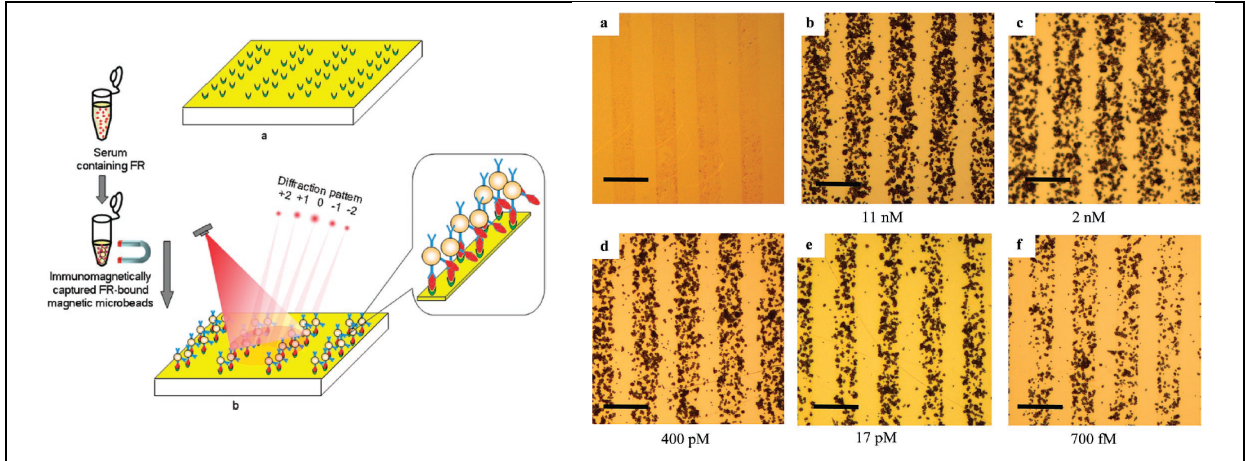 Serum
containing FR
Immunomagnetically
captured FR-bound
magnetic microbeads
a
Diffraction pattern
+2 +1 0 -1 -2
b
a
b
11 nM
c
2 nM
d
400 pM
e
17 pM
f
700 fM